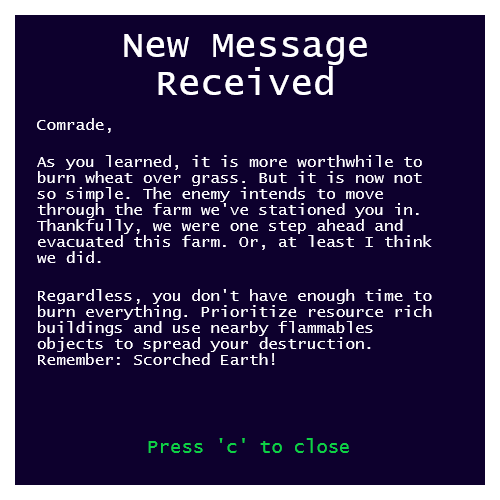 New Message
Received
Comrade,
As you learned, it is more worthwhile to
burn wheat over grass. But it is now not
so simple. The enemy intends to move
through the farm we've stationed you in.
Thankfully, we were one step ahead and
evacuated this farm. Or, at least I think
we did.
Regardless, you don't have enough time to
burn everything. Prioritize resource rich
buildings and use nearby flammables
objects to spread your destruction.
Remember: Scorched Earth!
Press 'c' to close